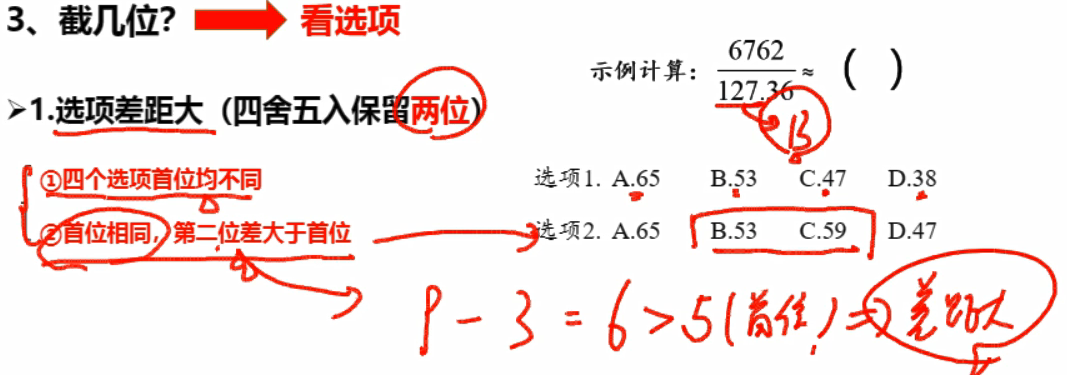 3、截几位？ 看选项
示例计算： 6762/127.36 ≈ （ ）
13
➢1.选项差距大（四舍五入保留两位）
①四个选项首位均不同
选项1. A.65 B.53 C.47 D.38
②首位相同，第二位差大于首位
选项2. A.65 B.53 C.59 D.47
9 - 3 = 6 > 5 (首位) => 差距大